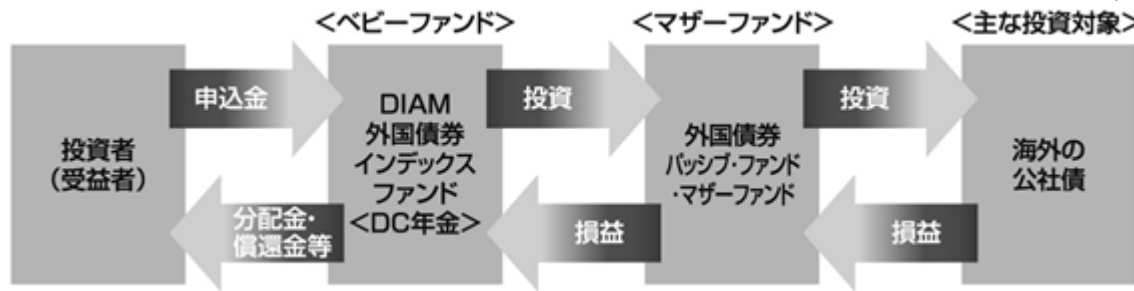 <ベビーファンド>
<マザーファンド>
<主な投資対象>
投資者
(受益者)
申込金
分配金・
償還金等
DIAM
外国債券
インデックス
ファンド
<DC年金>
投資
損益
外国債券
パッシブ・ファンド
・マザーファンド
投資
損益
海外の
公社債